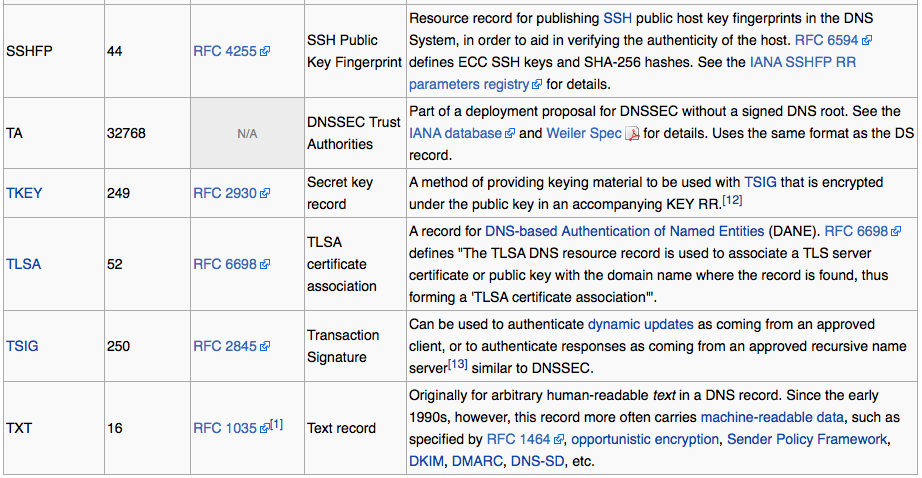 SSHFP
44
RFC 4255
SSH Public
Key Fingerprint
Resource record for publishing SSH public host key fingerprints in the DNS
System, in order to aid in verifying the authenticity of the host. RFC 6594
defines ECC SSH keys and SHA-256 hashes. See the IANA SSHFP RR
parameters registry for details.
TA
32768
N/A
DNSSEC Trust
Authorities
Part of a deployment proposal for DNSSEC without a signed DNS root. See the
IANA database and Weiler Spec for details. Uses the same format as the DS
record.
TKEY
249
RFC 2930
Secret key
record
A method of providing keying material to be used with TSIG that is encrypted
under the public key in an accompanying KEY RR.[12]
TLSA
52
RFC 6698
TLSA
certificate
association
A record for DNS-based Authentication of Named Entities (DANE). RFC 6698
defines "The TLSA DNS resource record is used to associate a TLS server
certificate or public key with the domain name where the record is found, thus
forming a 'TLSA certificate association'".
TSIG
250
RFC 2845
Transaction
Signature
Can be used to authenticate dynamic updates as coming from an approved
client, or to authenticate responses as coming from an approved recursive name
server[13] similar to DNSSEC.
TXT
16
RFC 1035[1]
Text record
Originally for arbitrary human-readable text in a DNS record. Since the early
1990s, however, this record more often carries machine-readable data, such as
specified by RFC 1464, opportunistic encryption, Sender Policy Framework,
DKIM, DMARC, DNS-SD, etc.